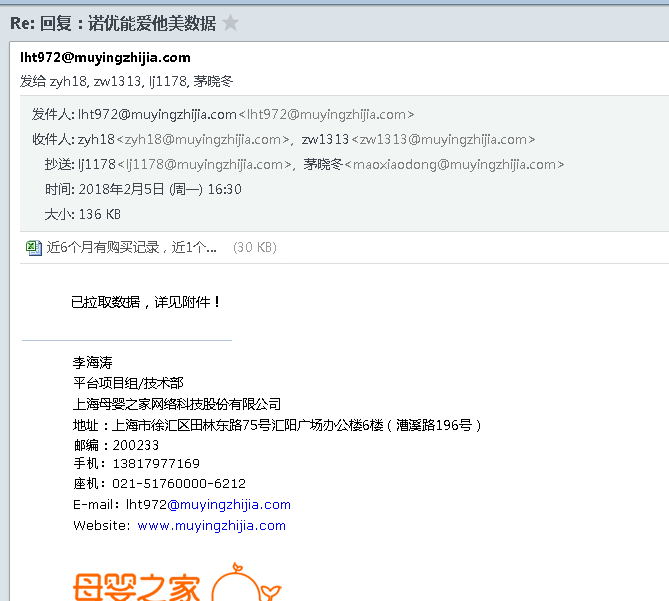 Re: 回复：诺优能爱他美数据
lht972@muyingzhijia.com
发给 zyh18, zw1313, lj1178, 茅晓冬
发件人: lht972@muyingzhijia.com<lht972@muyingzhijia.com>
收件人: zyh18<zyh18@muyingzhijia.com>, zw1313<zw1313@muyingzhijia.com>
抄送: lj1178<lj1178@muyingzhijia.com>, 茅晓冬<maoxiaodong@muyingzhijia.com>
时间: 2018年2月5日 (周一) 16:30
大小: 136 KB
近6个月有购买记录，近1个... (30 KB)
已拉取数据，详见附件！
李海涛
平台项目组/技术部
上海母婴之家网络科技股份有限公司
地址：上海市徐汇区田林东路75号汇阳广场办公楼6楼（漕溪路196号）
邮编：200233
手机：13817977169
座机：021-51760000-6212
E-mail：lht972@muyingzhijia.com
Website: www.muyingzhijia.com
母婴之家